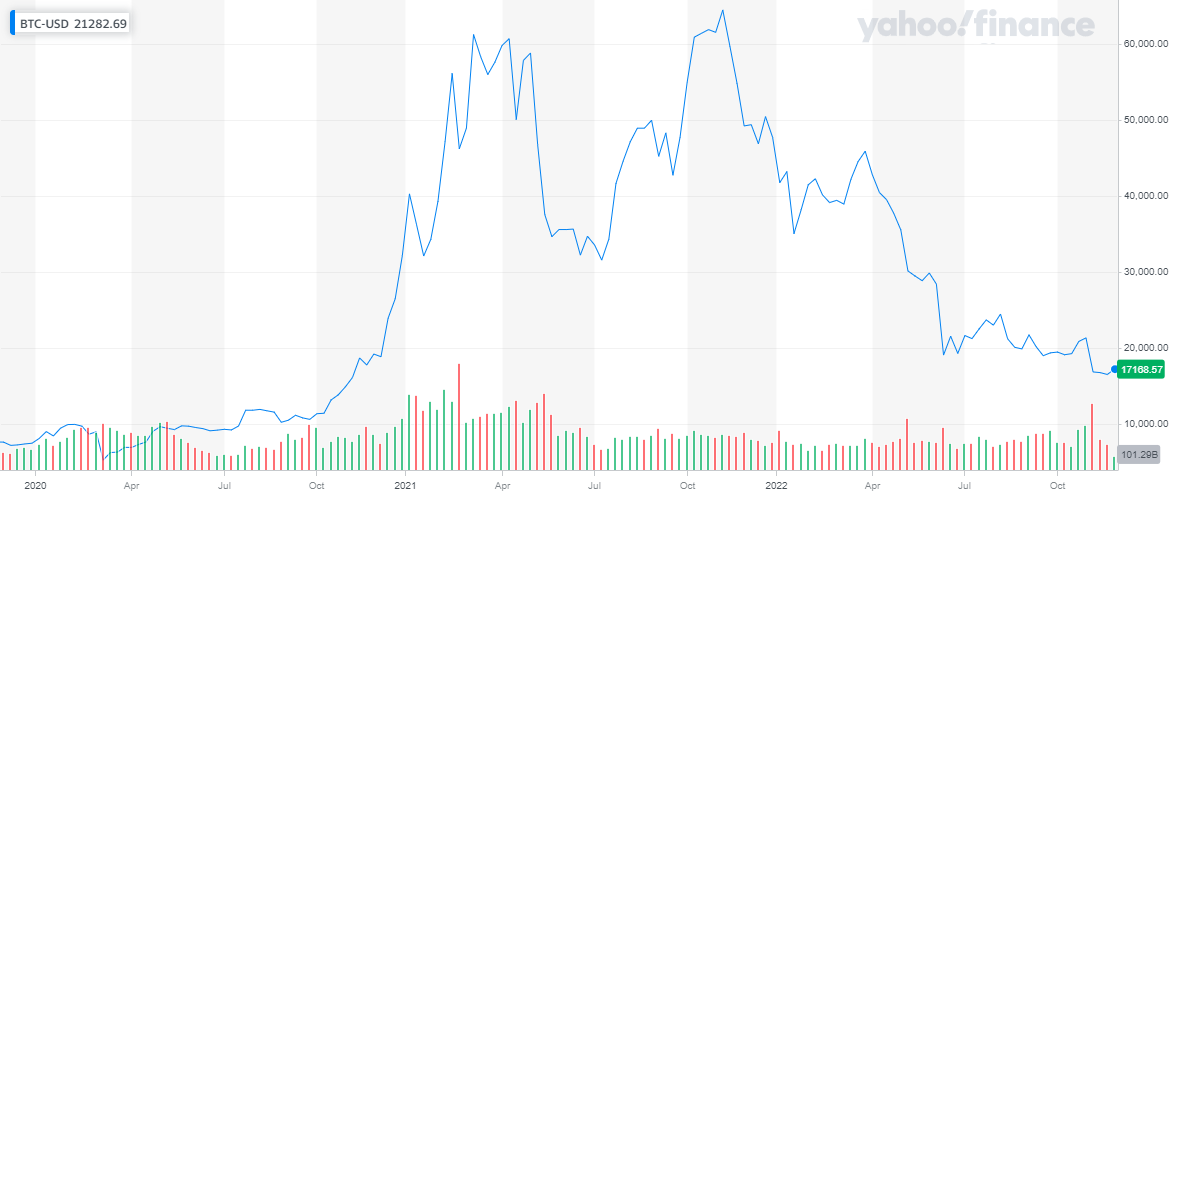 BTC-USD 21282.69
yahoo!finance
60,000.00
50,000.00
40,000.00
30,000.00
20,000.00
17168.57
10,000.00
101.29B
2020 Apr Jul Oct 2021 Apr Jul Oct 2022 Apr Jul Oct